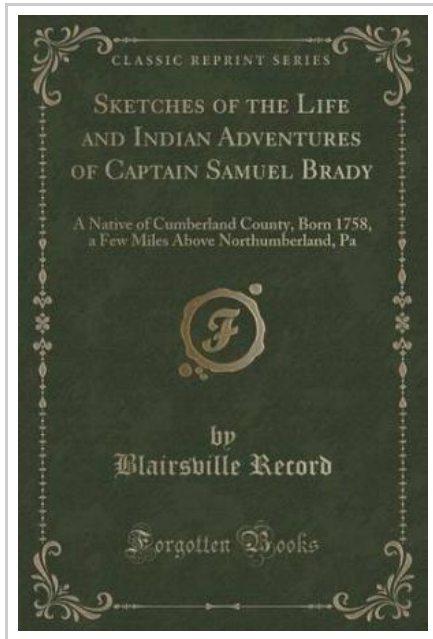 CLASSIC REPRINT SERIES
SKETCHES OF THE LIFE
AND INDIAN ADVENTURES
OF CAPTAIN SAMUEL BRADY
A Native of Cumberland County, Born 1758,
a Few Miles Above Northumberland, Pa
F
by
Blairsville Record
Forgotten Books